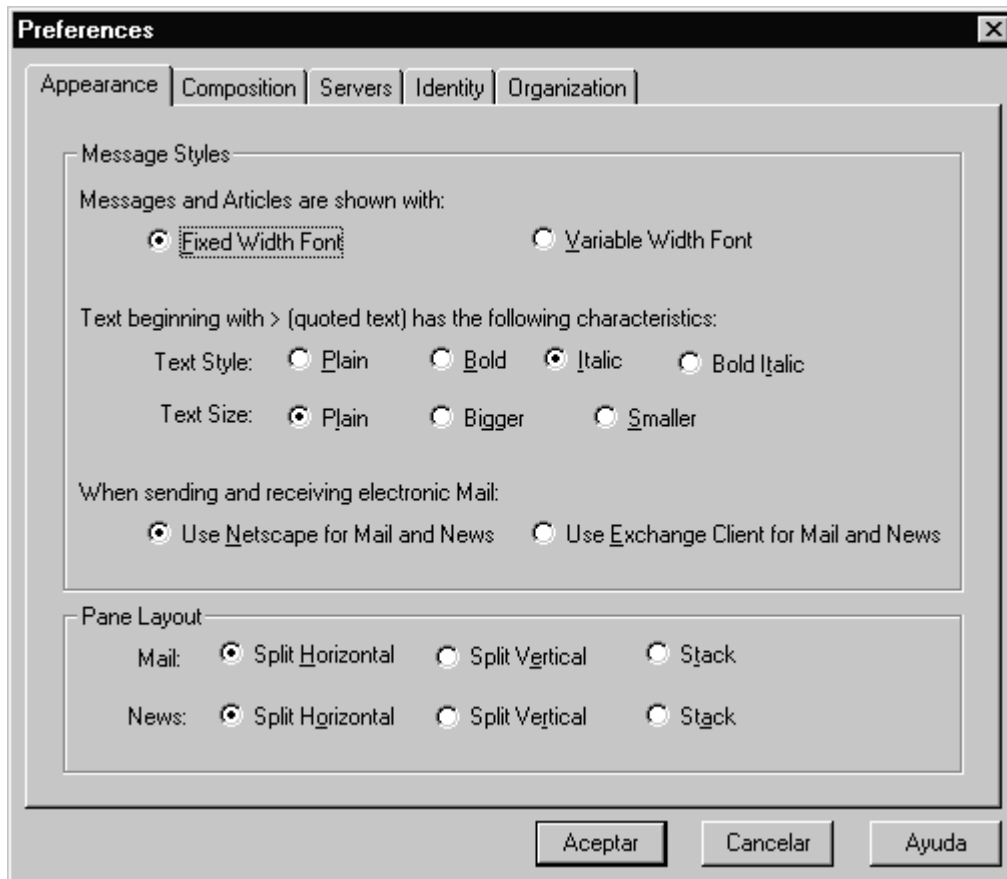 Preferences
Appearance Composition Servers Identity Organization
Message Styles
Messages and Articles are shown with:
Fixed Width Font Variable Width Font
Text beginning with > (quoted text) has the following characteristics:
Text Style: Plain Bold Italic Bold Italic
Text Size: Plain Bigger Smaller
When sending and receiving electronic Mail:
Use Netscape for Mail and News Use Exchange Client for Mail and News
Pane Layout
Mail: Split Horizontal Split Vertical Stack
News: Split Horizontal Split Vertical Stack
Aceptar Cancelar Ayuda